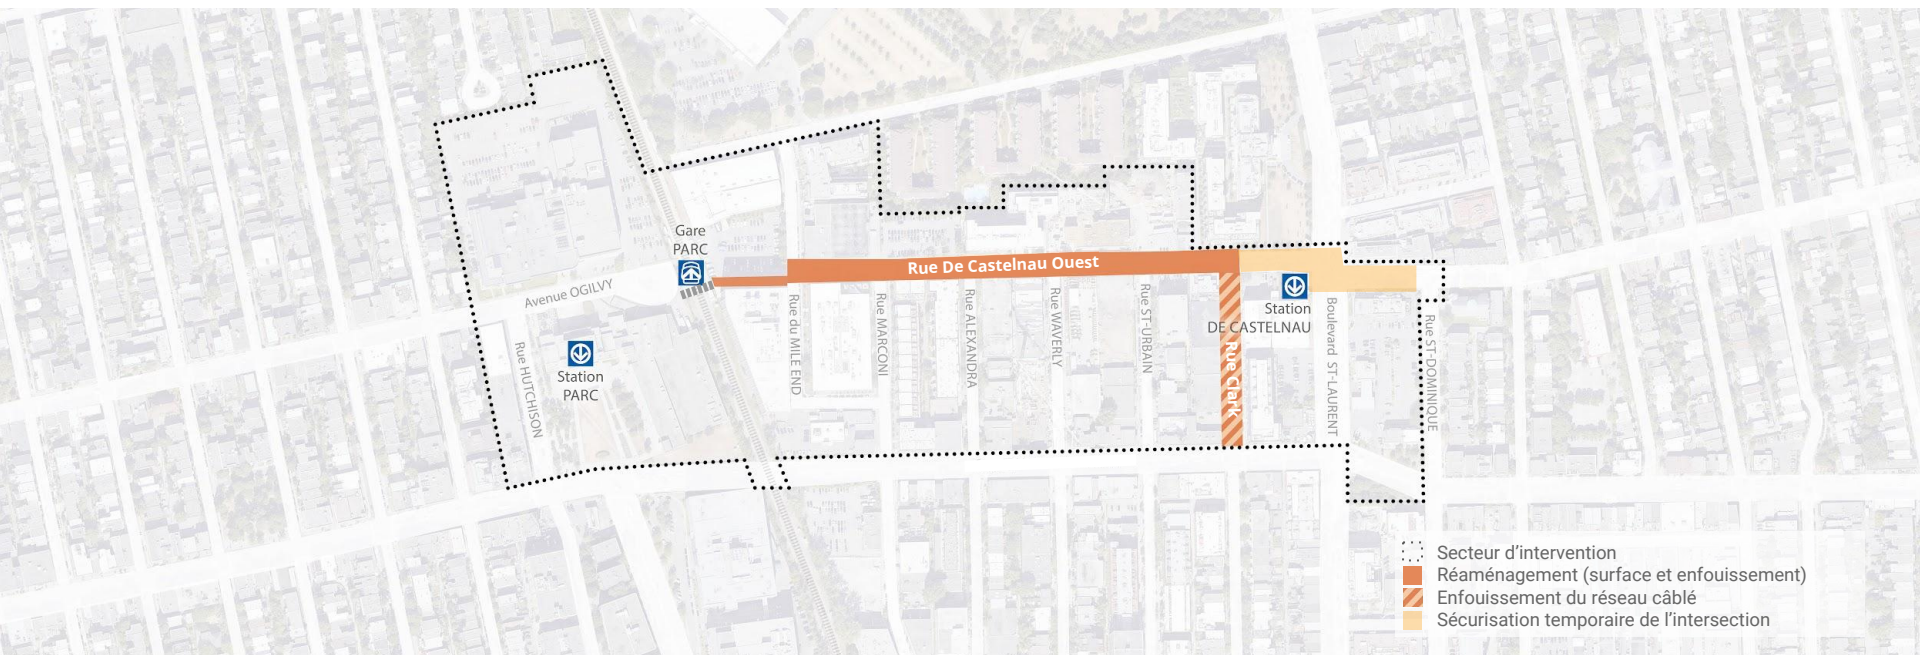 Gare
PARC
Rue De Castelnau Ouest
Avenue OGILVY
Station
PARC
Rue HUTCHISON
Rue du MILE END
Rue MARCONI
Rue ALEXANDRA
Rue WAVERLY
Rue ST-URBAIN
Rue Clark
Station
DE CASTELNAU
Boulevard ST-LAURENT
Rue ST-DOMINIQUE
Secteur d’intervention
Réaménagement (surface et enfouissement)
Enfouissement du réseau câblé
Sécurisation temporaire de l’intersection